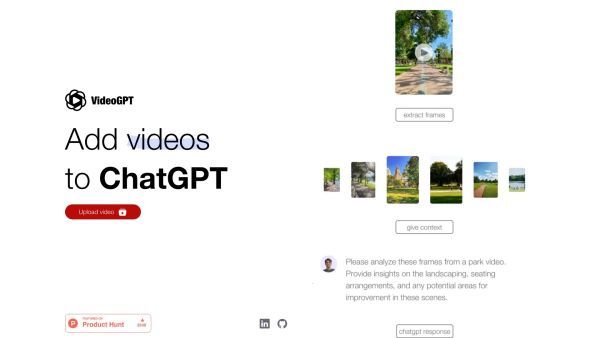 VideoGPT
Add videos
to ChatGPT
Upload video
FEATURED ON
Product Hunt
extract frames
give context
Please analyze these frames from a park video.
Provide insights on the landscaping, seating
arrangements, and any potential areas for
improvement in these scenes.
chatgpt response